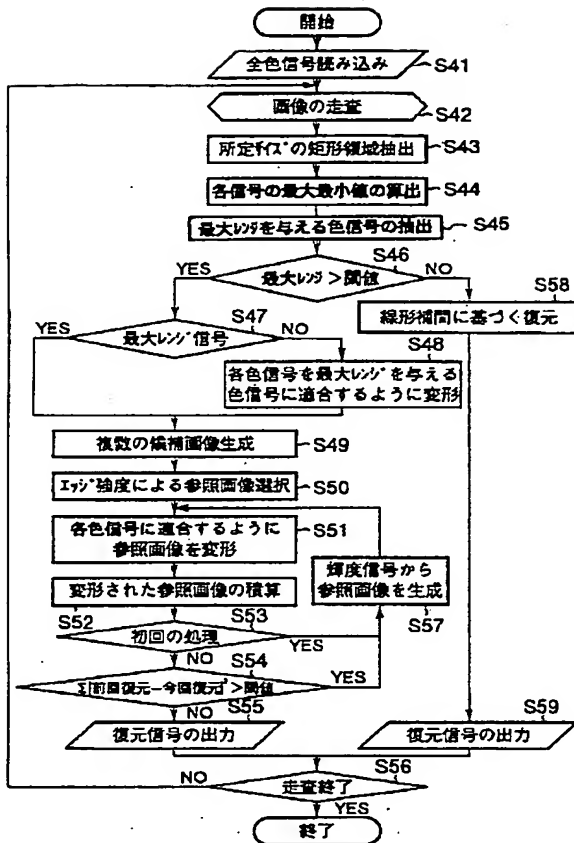 開始
全色信号読み込み
S41
画像の走査
S42
所定サイズの矩形領域抽出
S43
各信号の最大最小値の算出
S44
最大レンジを与える色信号の抽出
S45
S46
YES
最大レンジ>閾値
NO
S58
線形補間に基づく復元
S47
YES
最大レンジ信号
NO
S48
各色信号を最大レンジを与える
色信号に適合するように変形
複数の候補画像生成
S49
エッジ強度による参照画像選択
S50
各色信号に適合するように
参照画像を変形
S51
輝度信号から
参照画像を生成
S57
変形された参照画像の積算
S52
S53
初回の処理
YES
NO
S54
Σ|前回復元-今回復元|²>閾値
YES
NO
S55
復元信号の出力
S59
復元信号の出力
S56
NO
走査終了
YES
終了